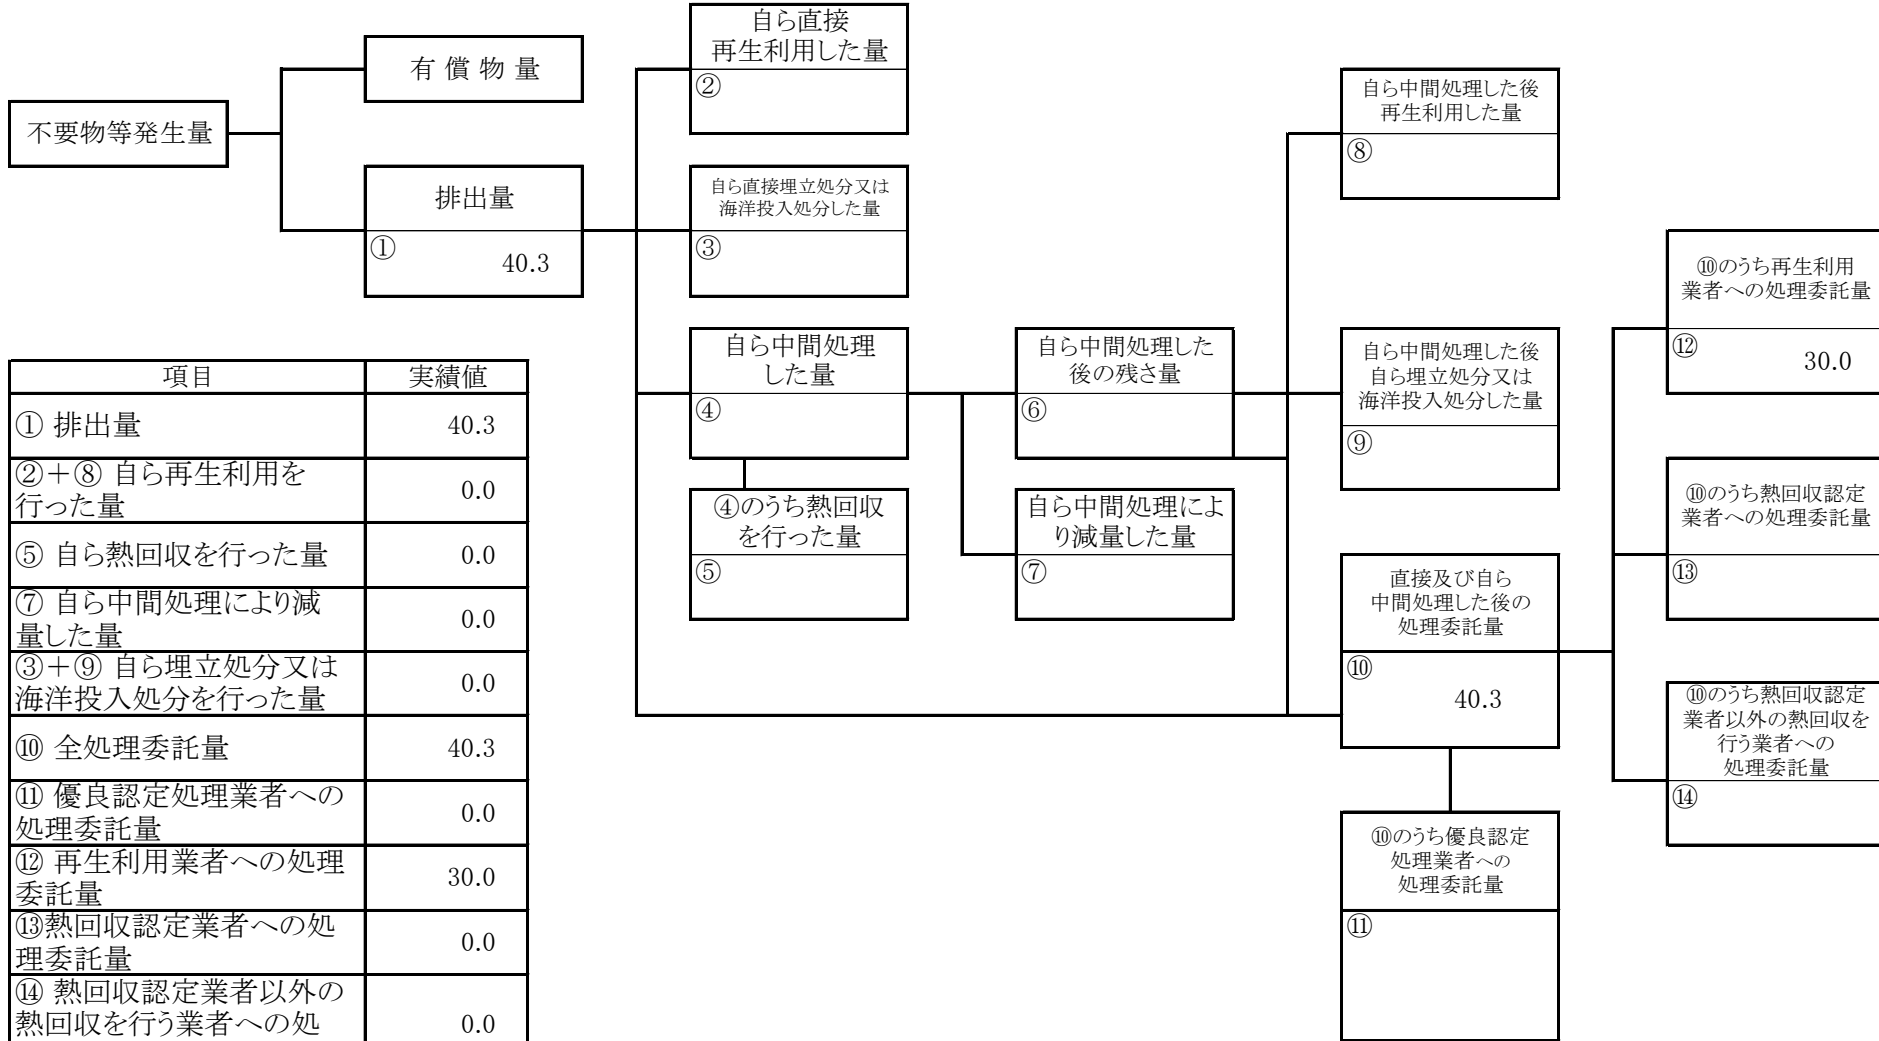 不要物等発生量
有 償 物 量
排出量
①
40.3
自ら直接
再生利用した量
②
自ら直接埋立処分又は
海洋投入処分した量
③
自ら中間処理
した量
④
④のうち熱回収
を行った量
⑤
自ら中間処理した
後の残さ量
⑥
自ら中間処理によ
り減量した量
⑦
自ら中間処理した後
再生利用した量
⑧
自ら中間処理した後
自ら埋立処分又は
海洋投入処分した量
⑨
直接及び自ら
中間処理した後の
処理委託量
⑩
40.3
⑩のうち優良認定
処理業者への
処理委託量
⑪
⑩のうち再生利用
業者への処理委託量
⑫
30.0
⑩のうち熱回収認定
業者への処理委託量
⑬
⑩のうち熱回収認定
業者以外の熱回収を
行う業者への
処理委託量
⑭
項目 実績値
① 排出量 40.3
②＋⑧ 自ら再生利用を
行った量 0.0
⑤ 自ら熱回収を行った量 0.0
⑦ 自ら中間処理により減
量した量 0.0
③＋⑨ 自ら埋立処分又は
海洋投入処分を行った量 0.0
⑩ 全処理委託量 40.3
⑪ 優良認定処理業者への
処理委託量 0.0
⑫ 再生利用業者への処理
委託量 30.0
⑬熱回収認定業者への処
理委託量 0.0
⑭ 熱回収認定業者以外の
熱回収を行う業者への処 0.0